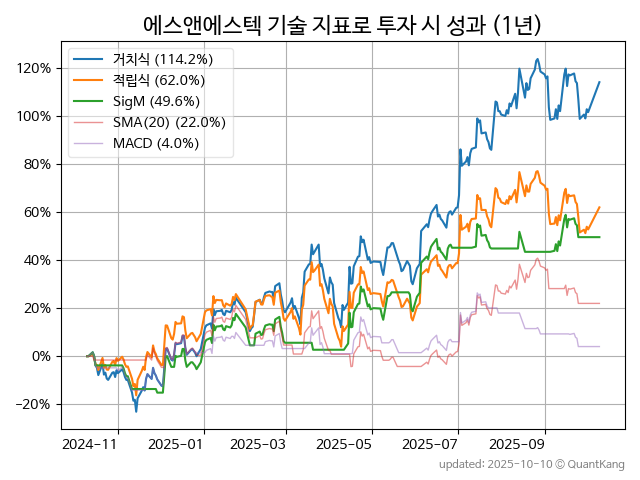 에스앤에스텍 기술 지표로 투자 시 성과 (1년)
거치식 (114.2%)
적립식 (62.0%)
SigM (49.6%)
SMA(20) (22.0%)
MACD (4.0%)
120%
100%
80%
60%
40%
20%
0%
−20%
2024-11 2025-01 2025-03 2025-05 2025-07 2025-09
updated: 2025-10-10 © QuantKang